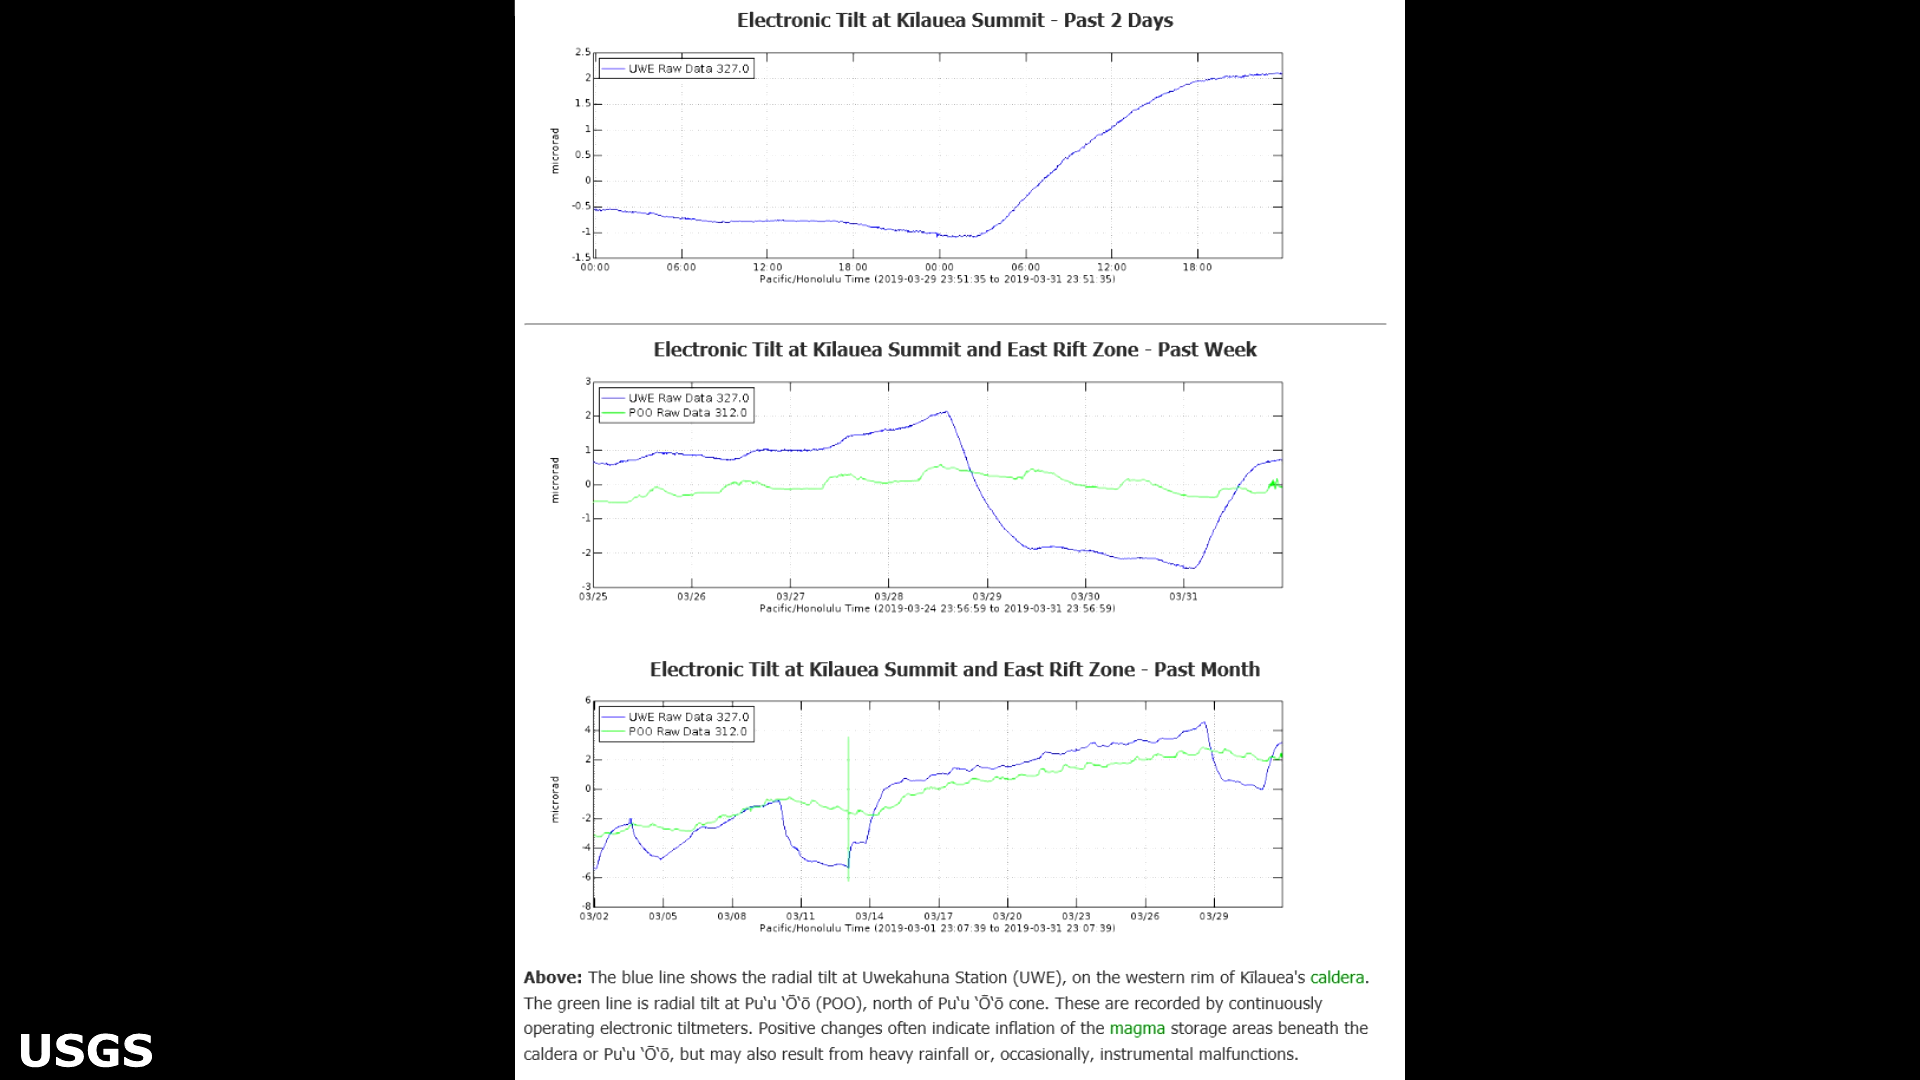 Electronic Tilt at Kīlauea Summit - Past 2 Days
UWE Raw Data 327.0
2.5
2
1.5
1
0.5
0
-0.5
-1
-1.5
microrad
00:00 06:00 12:00 18:00 00:00 06:00 12:00 18:00
Pacific/Honolulu Time (2019-03-29 23:51:35 to 2019-03-31 23:51:35)
Electronic Tilt at Kīlauea Summit and East Rift Zone - Past Week
UWE Raw Data 327.0
POO Raw Data 312.0
3
2
1
0
-1
-2
-3
microrad
03/25 03/26 03/27 03/28 03/29 03/30 03/31
Pacific/Honolulu Time (2019-03-24 23:56:59 to 2019-03-31 23:56:59)
Electronic Tilt at Kīlauea Summit and East Rift Zone - Past Month
UWE Raw Data 327.0
POO Raw Data 312.0
6
4
2
0
-2
-4
-6
-8
microrad
03/02 03/05 03/08 03/11 03/14 03/17 03/20 03/23 03/26 03/29
Pacific/Honolulu Time (2019-03-01 23:07:39 to 2019-03-31 23:07:39)
Above: The blue line shows the radial tilt at Uwekahuna Station (UWE), on the western rim of Kīlauea's caldera.
The green line is radial tilt at Pu‘u ‘Ō‘ō (POO), north of Pu‘u ‘Ō‘ō cone. These are recorded by continuously
operating electronic tiltmeters. Positive changes often indicate inflation of the magma storage areas beneath the
caldera or Pu‘u ‘Ō‘ō, but may also result from heavy rainfall or, occasionally, instrumental malfunctions.
USGS